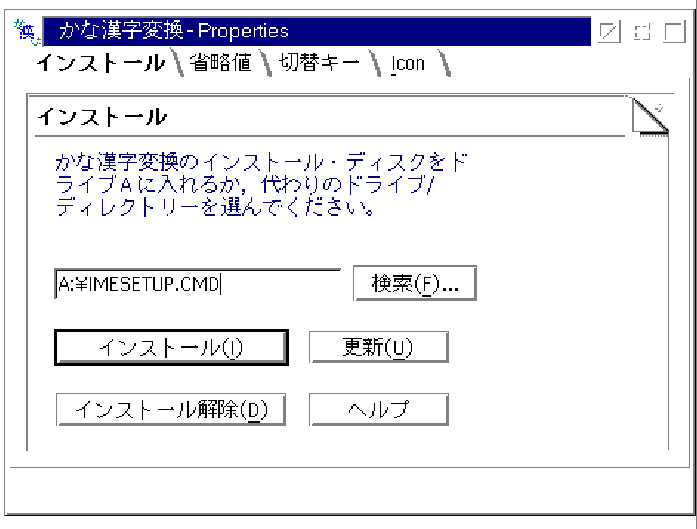 かな漢字変換 - Properties
インストール 省略値 切替キー Icon
インストール
かな漢字変換のインストール・ディスクをド
ライブAに入れるか，代わりのドライブ/
ディレクトリーを選んでください。
A:¥IMESETUP.CMD 検索(F)...
インストール(I) 更新(U)
インストール解除(D) ヘルプ